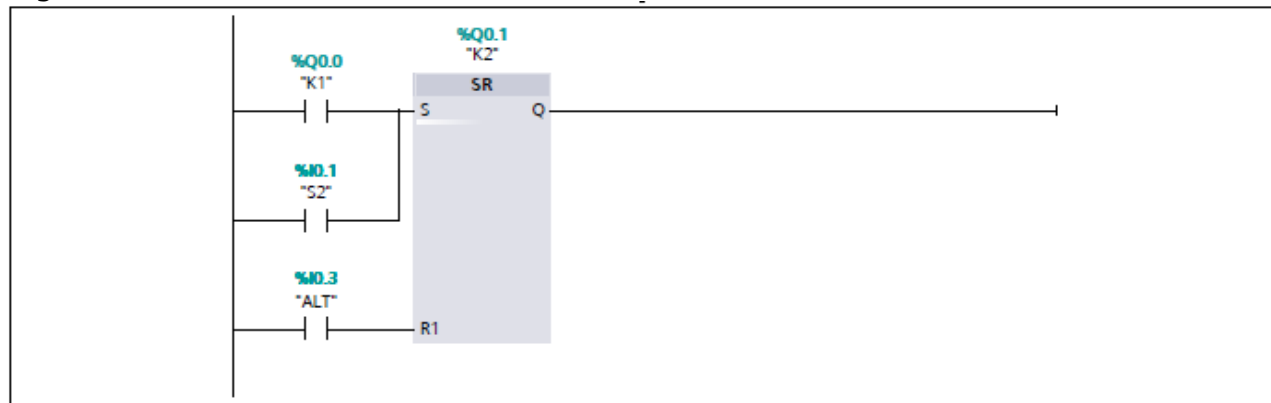 %Q0.1
"K2"
%Q0.0
"K1"
SR
S
Q
%I0.1
"S2"
%I0.3
"ALT"
R1